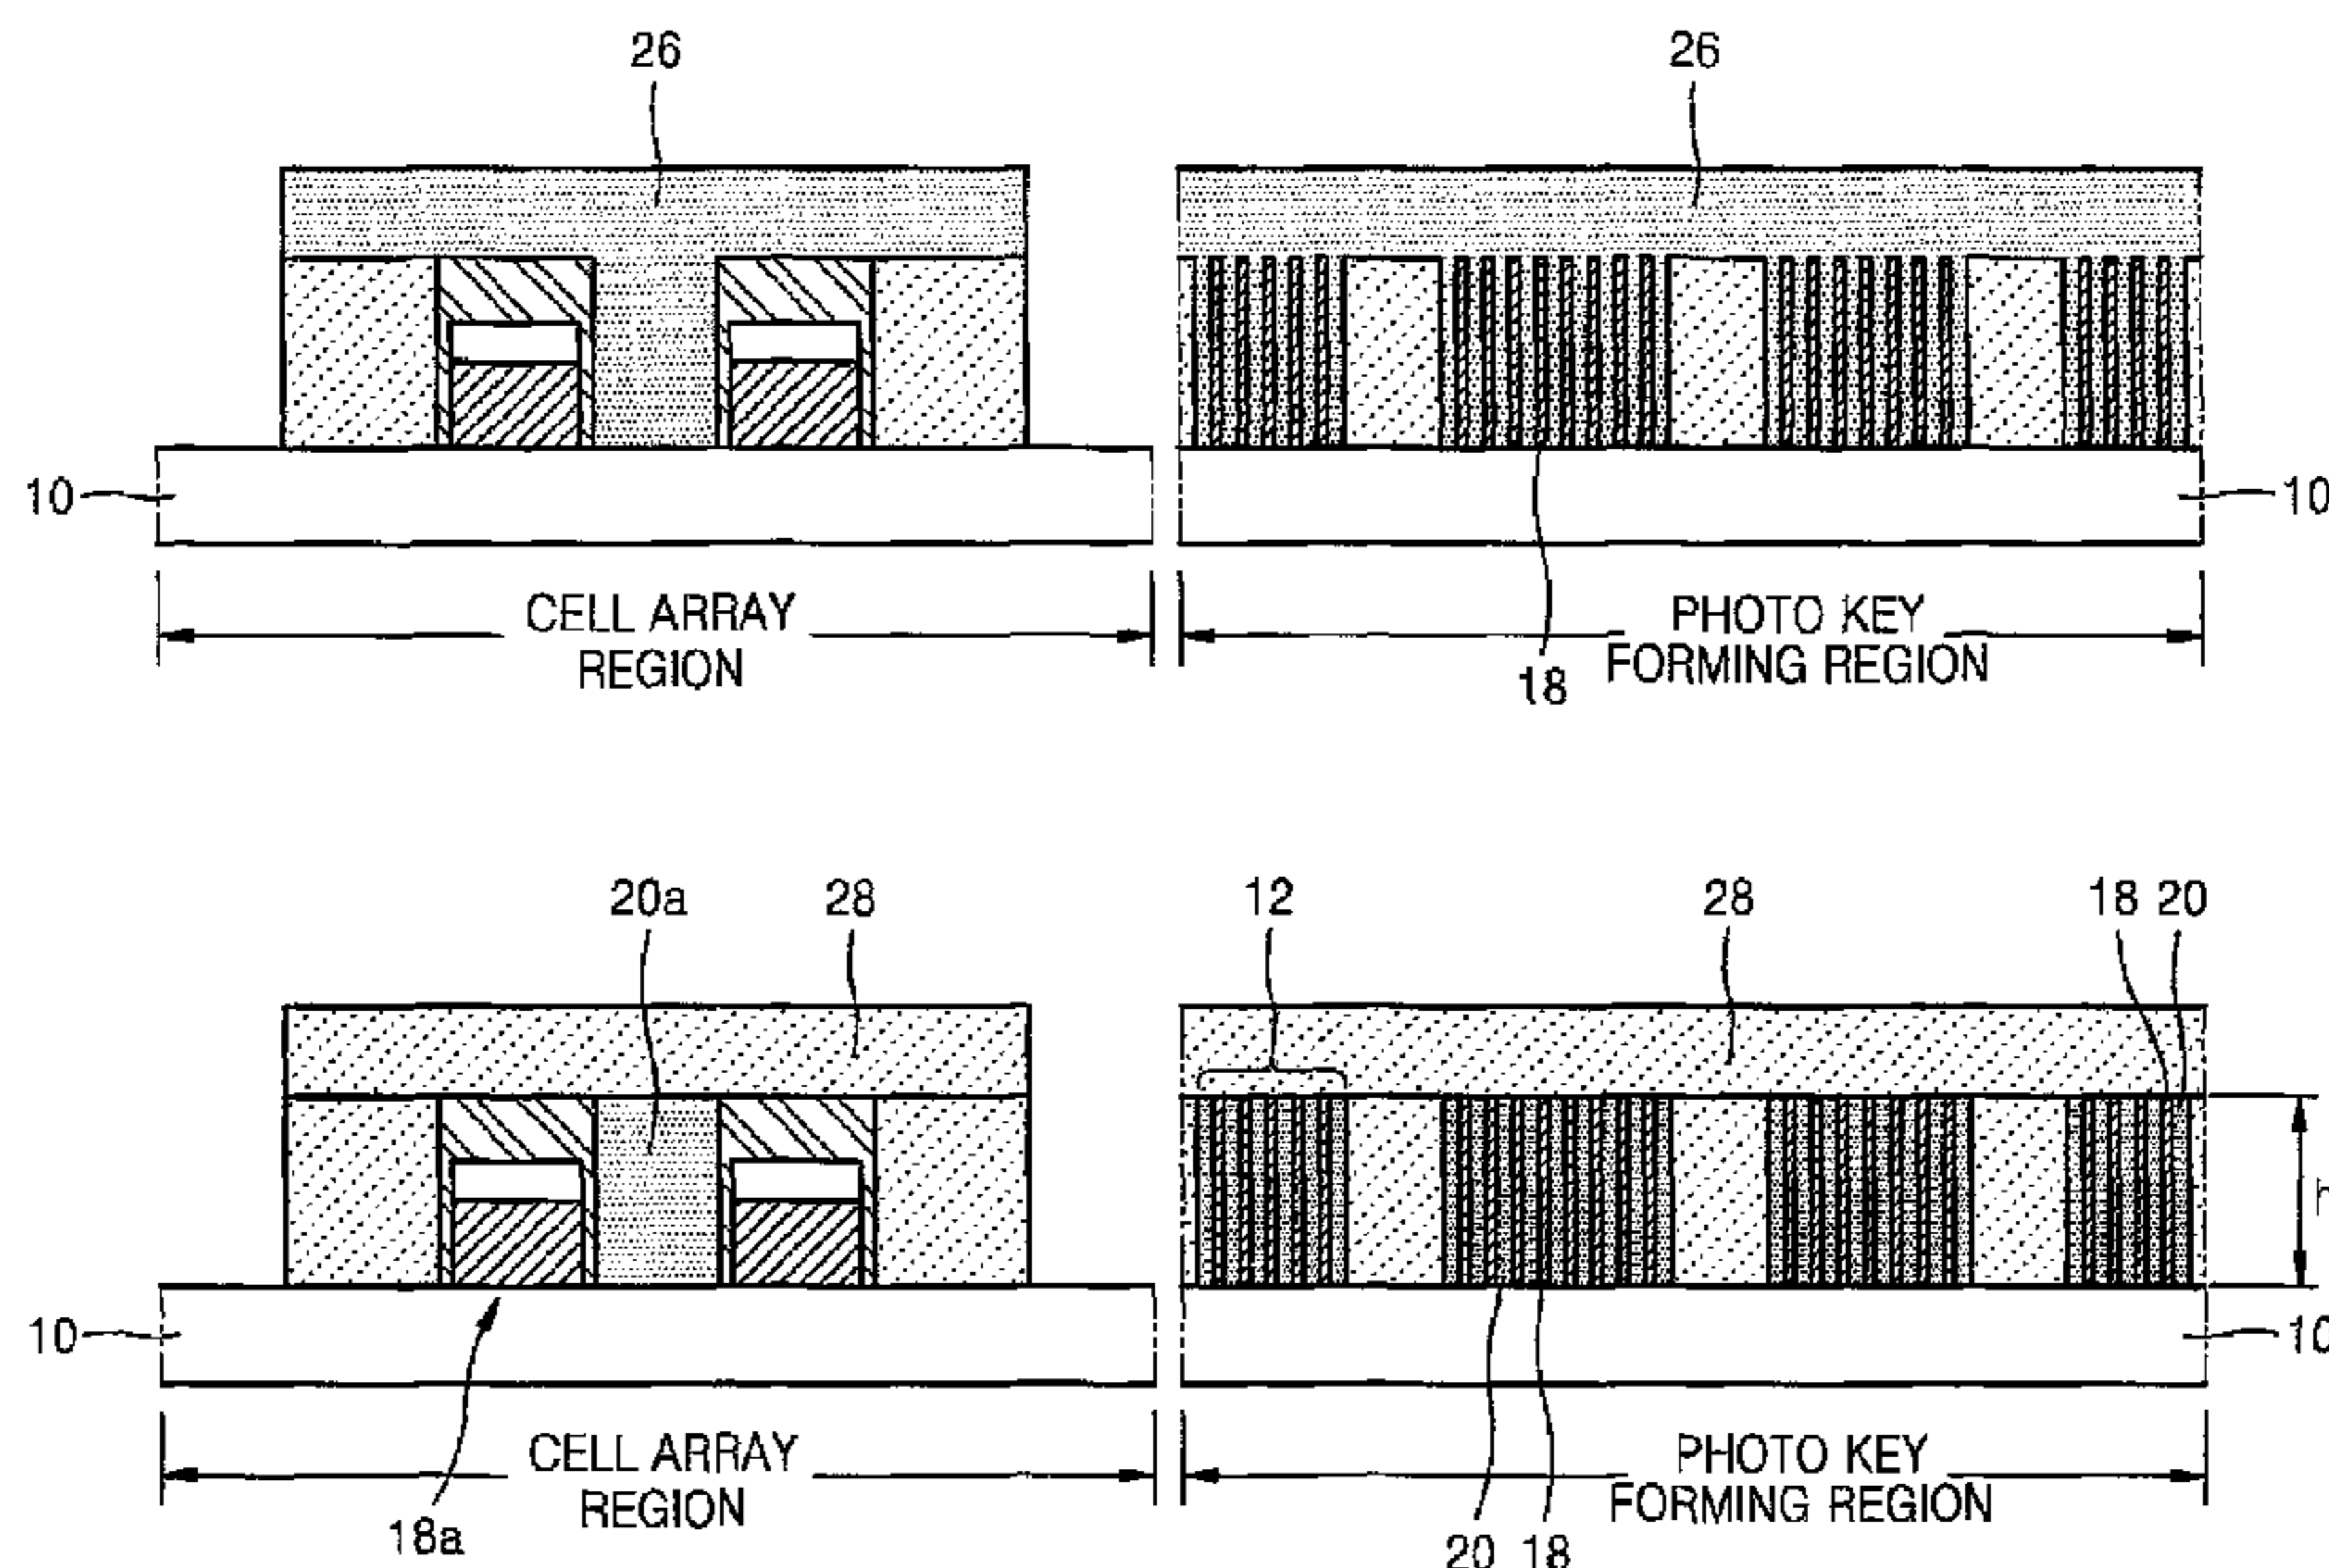 26
26
10
10
CELL ARRAY
REGION
PHOTO KEY
FORMING REGION
18
20a
28
12
28
18 20
10
10
CELL ARRAY
REGION
PHOTO KEY
FORMING REGION
18a
20 18